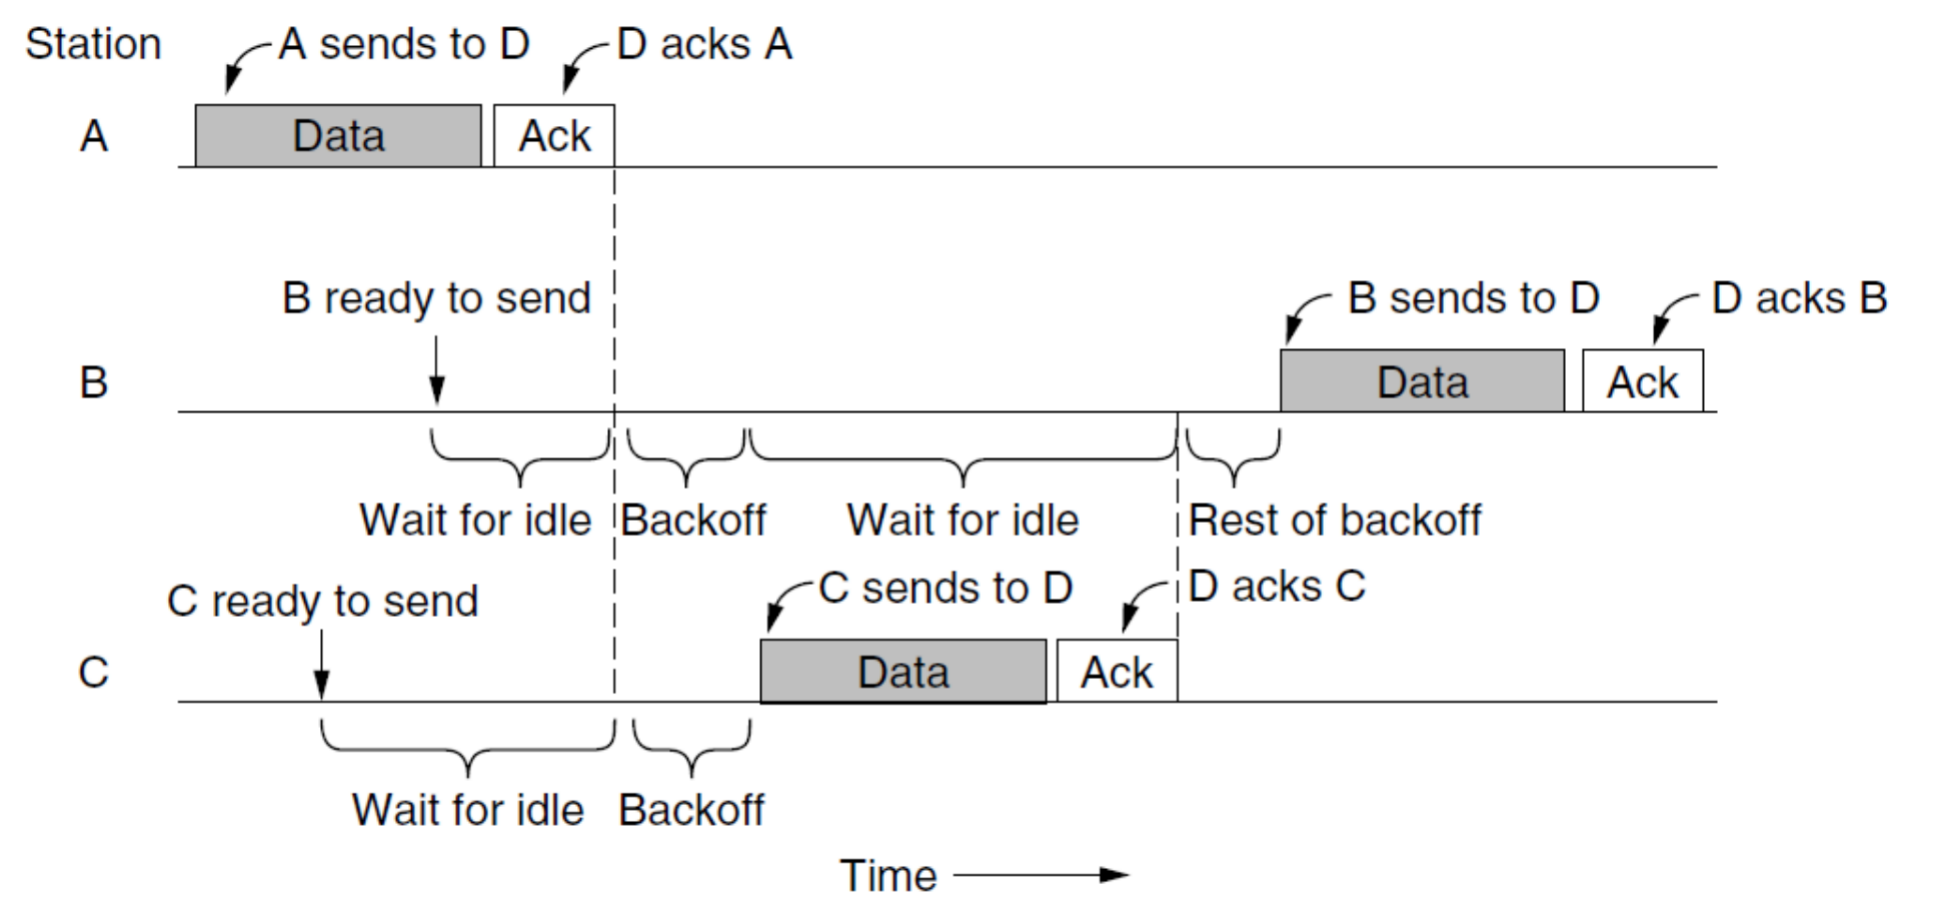 Station
A sends to D
D acks A
A
Data
Ack
B ready to send
B sends to D
D acks B
B
Data
Ack
Wait for idle
Backoff
Wait for idle
Rest of backoff
C ready to send
C sends to D
D acks C
C
Data
Ack
Wait for idle
Backoff
Time